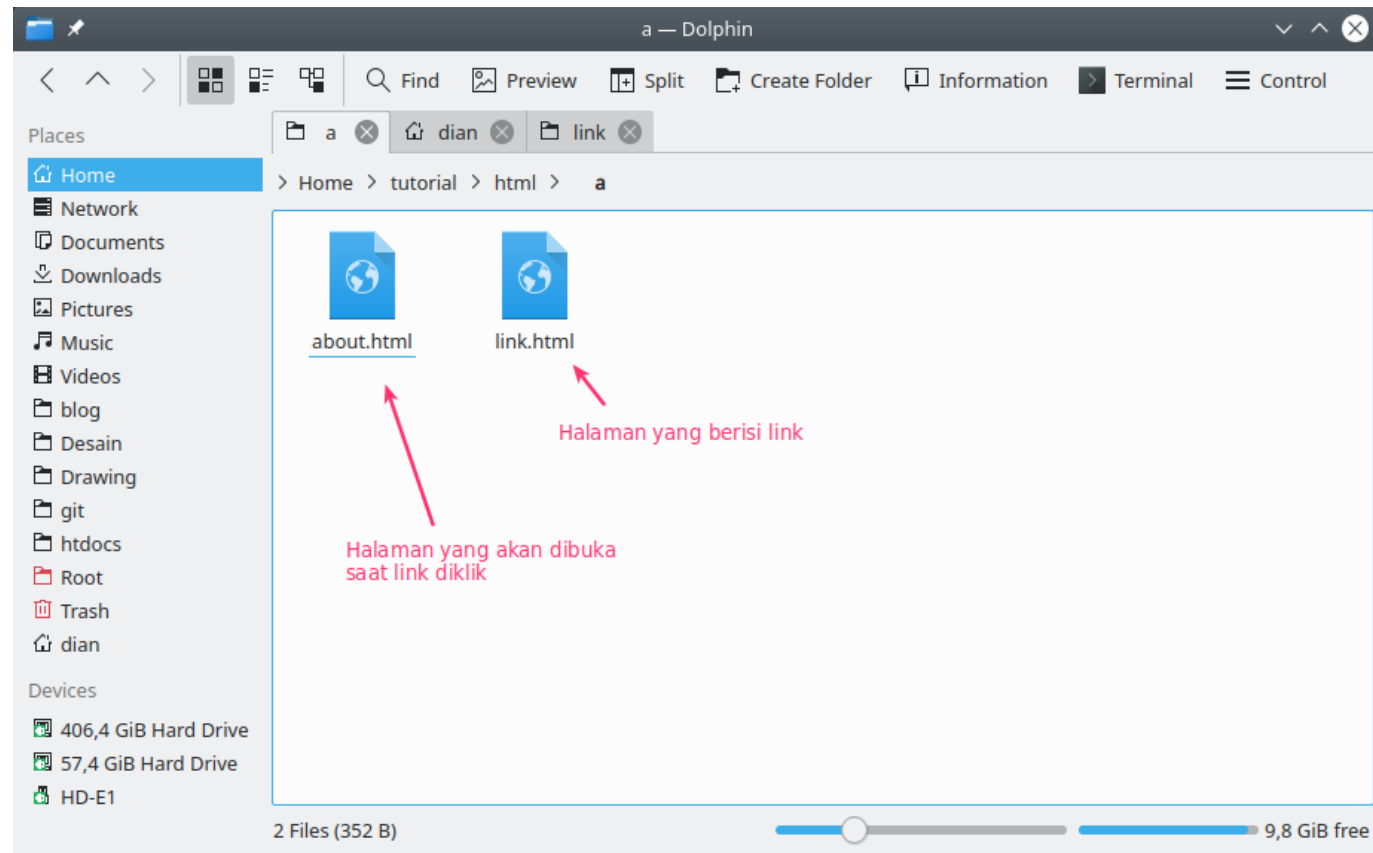 a — Dolphin
Find Preview Split Create Folder Information Terminal Control
Places
a dian link
Home
> Home > tutorial > html > a
Network
Documents
Downloads
Pictures
Music
Videos
blog
Desain
Drawing
git
htdocs
Root
Trash
dian
Devices
406,4 GiB Hard Drive
57,4 GiB Hard Drive
HD-E1
about.html
link.html
Halaman yang berisi link
Halaman yang akan dibuka
saat link diklik
2 Files (352 B)
9,8 GiB free